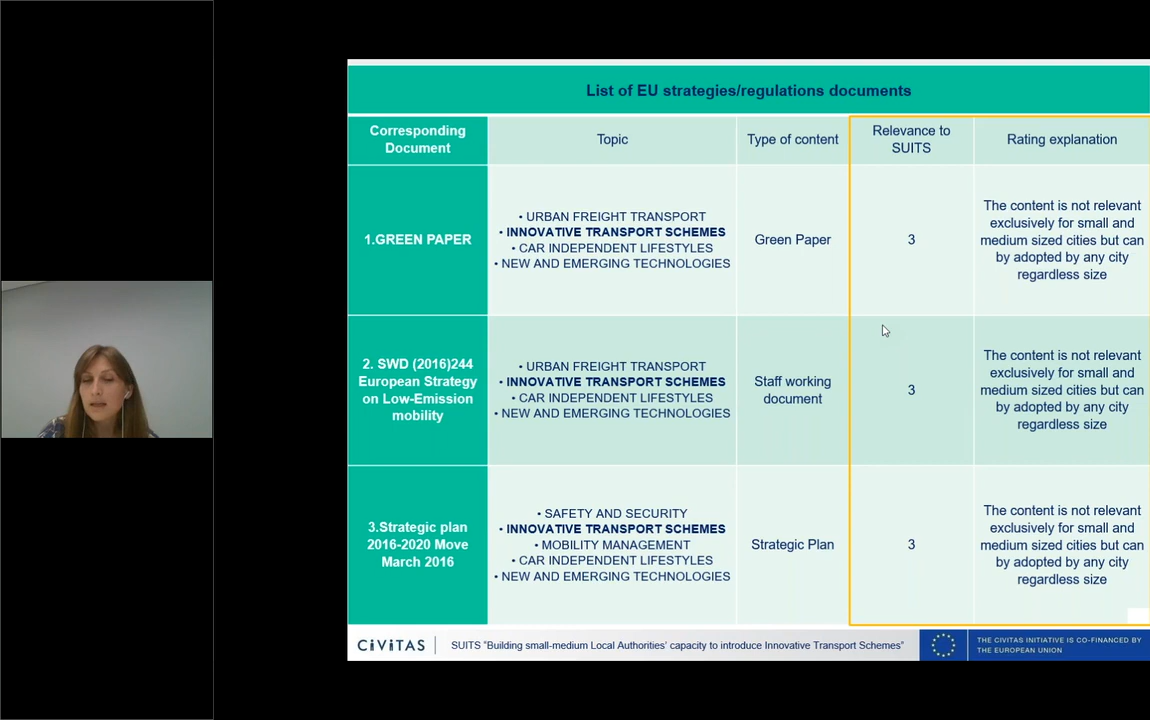 List of EU strategies/regulations documents
Corresponding
Document
Topic
Type of content
Relevance to
SUITS
Rating explanation
1.GREEN PAPER
• URBAN FREIGHT TRANSPORT
• INNOVATIVE TRANSPORT SCHEMES
• CAR INDEPENDENT LIFESTYLES
• NEW AND EMERGING TECHNOLOGIES
Green Paper
3
The content is not relevant
exclusively for small and
medium sized cities but can
by adopted by any city
regardless size
2. SWD (2016)244
European Strategy
on Low-Emission
mobility
• URBAN FREIGHT TRANSPORT
• INNOVATIVE TRANSPORT SCHEMES
• CAR INDEPENDENT LIFESTYLES
• NEW AND EMERGING TECHNOLOGIES
Staff working
document
3
The content is not relevant
exclusively for small and
medium sized cities but can
by adopted by any city
regardless size
3.Strategic plan
2016-2020 Move
March 2016
• SAFETY AND SECURITY
• INNOVATIVE TRANSPORT SCHEMES
• MOBILITY MANAGEMENT
• CAR INDEPENDENT LIFESTYLES
• NEW AND EMERGING TECHNOLOGIES
Strategic Plan
3
The content is not relevant
exclusively for small and
medium sized cities but can
by adopted by any city
regardless size
CIVITAS
SUITS "Building small-medium Local Authorities' capacity to introduce Innovative Transport Schemes"
THE CIVITAS INITIATIVE IS CO-FINANCED BY
THE EUROPEAN UNION